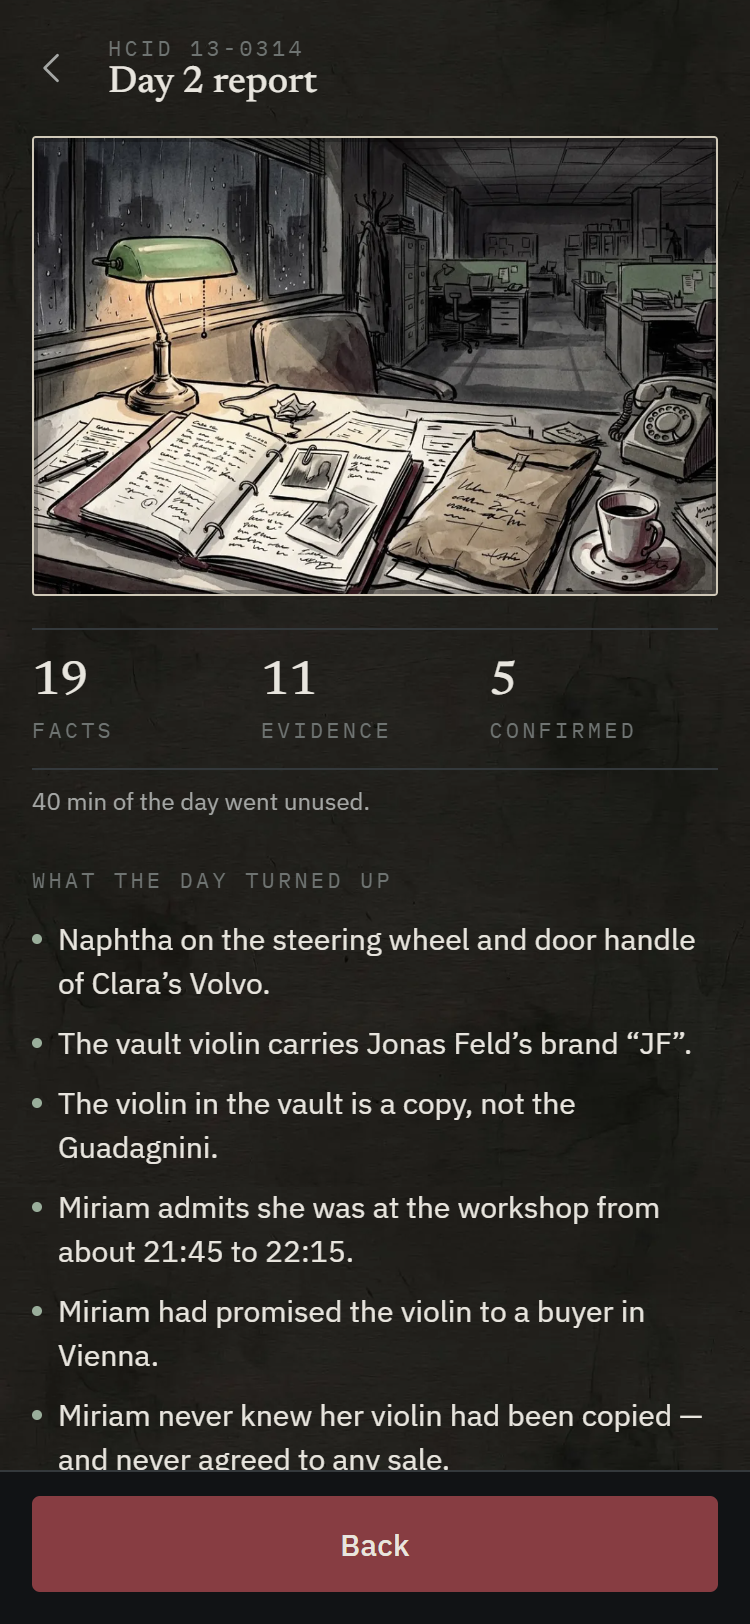 HCID 13-0314
Day 2 report
19
FACTS
11
EVIDENCE
5
CONFIRMED
40 min of the day went unused.
WHAT THE DAY TURNED UP
Naphtha on the steering wheel and door handle
of Clara’s Volvo.
The vault violin carries Jonas Feld’s brand “JF”.
The violin in the vault is a copy, not the
Guadagnini.
Miriam admits she was at the workshop from
about 21:45 to 22:15.
Miriam had promised the violin to a buyer in
Vienna.
Miriam never knew her violin had been copied —
and never agreed to any sale.
Back